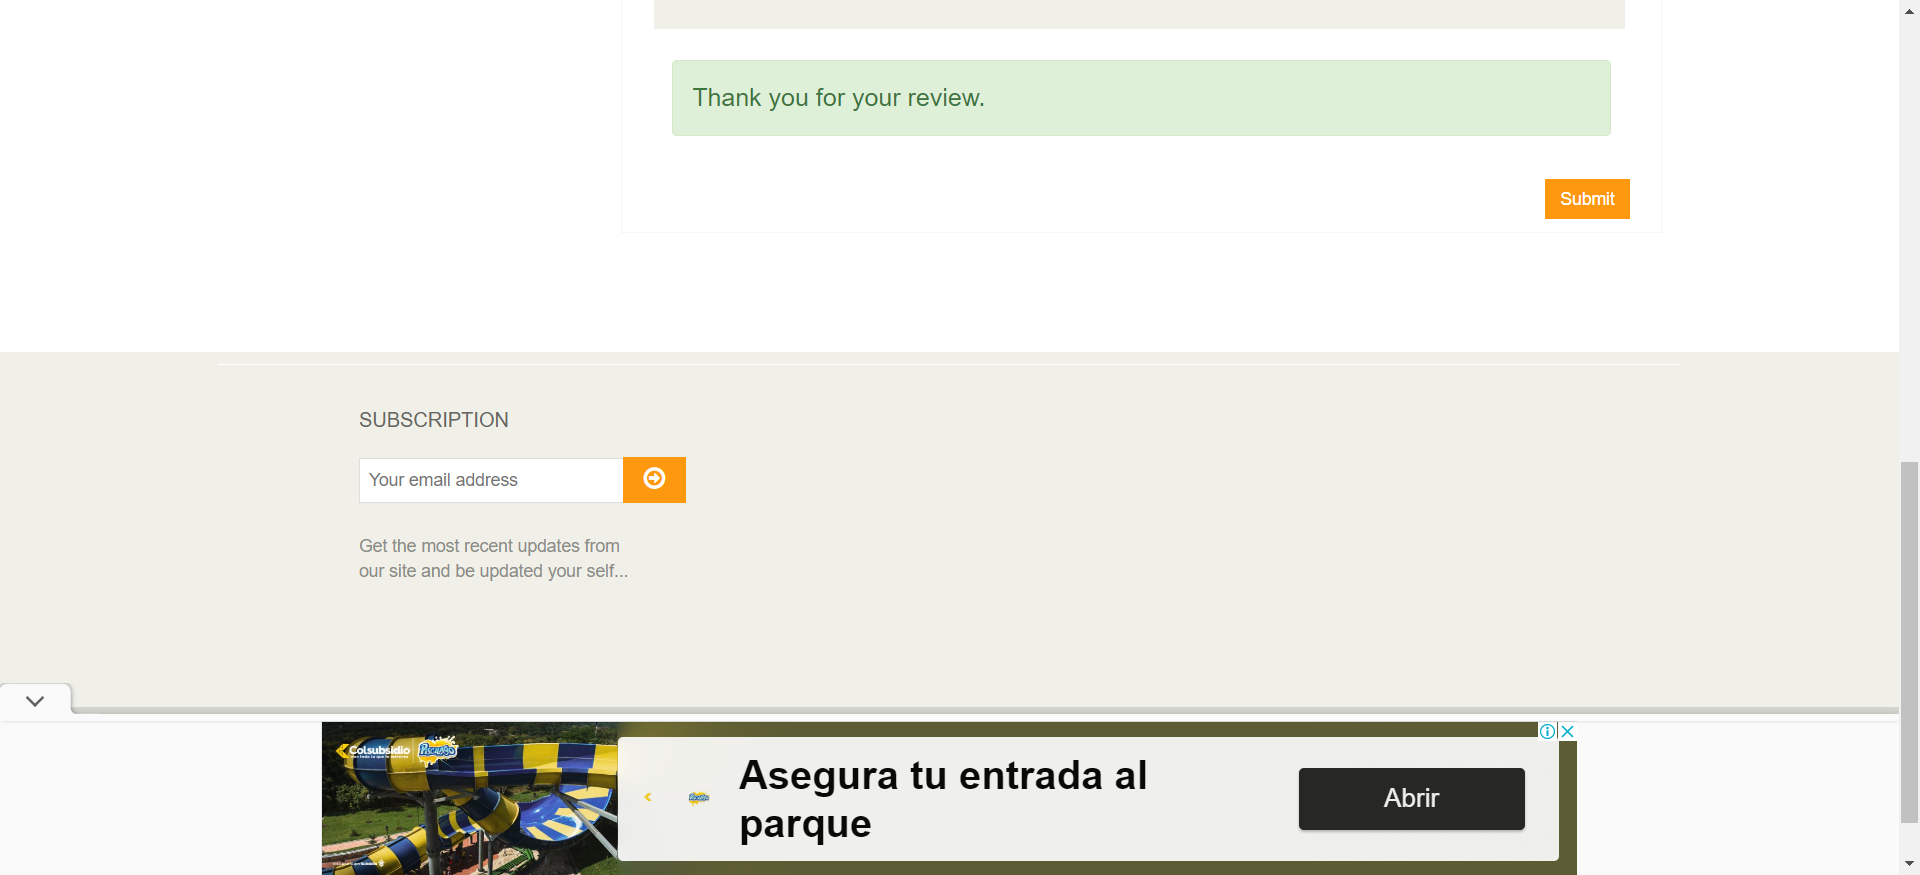 Thank you for your review.
Submit
SUBSCRIPTION
Your email address
Get the most recent updates from
our site and be updated your self...
Colsubsidio
Piscilago
Asegura tu entrada al
parque
Abrir